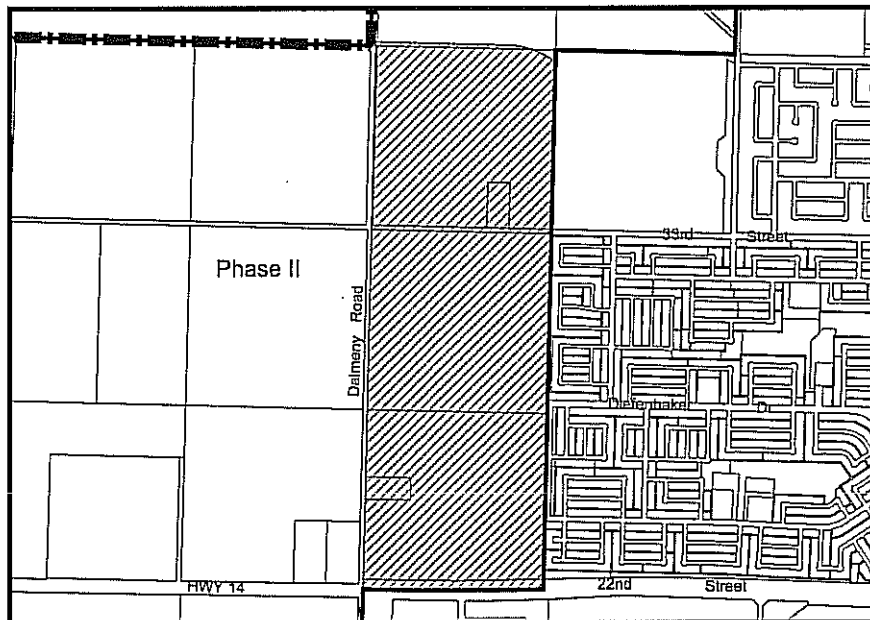 33rd Street
Phase II
Dalmeny Road
Diefenbaker Dr
HWY 14
22nd Street